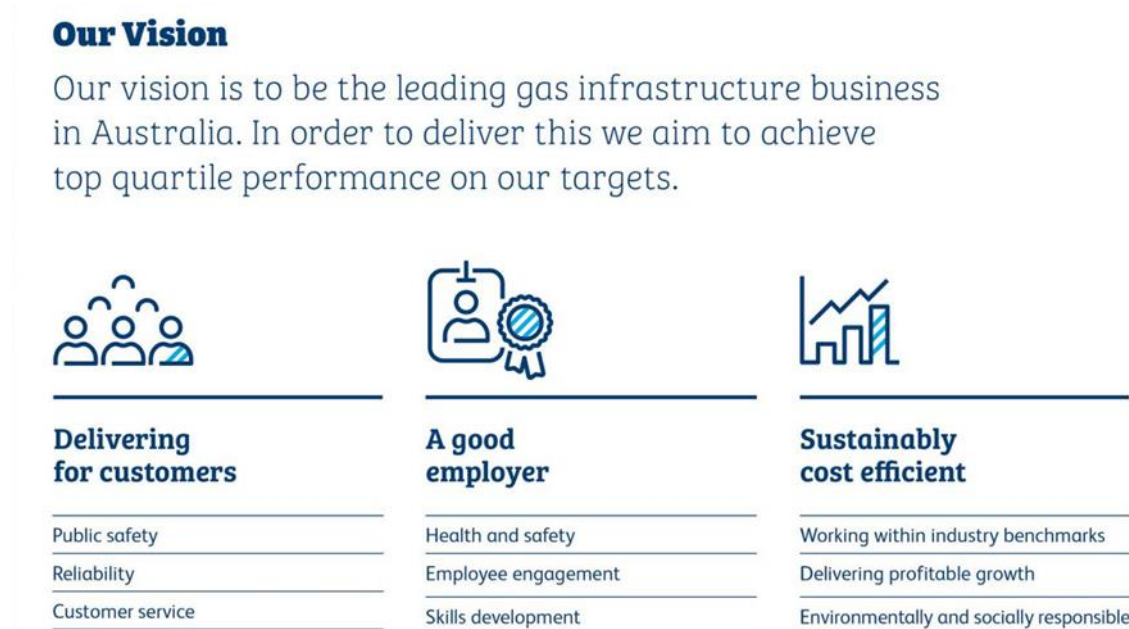 Our Vision
Our vision is to be the leading gas infrastructure business
in Australia. In order to deliver this we aim to achieve
top quartile performance on our targets.
Delivering
for customers
Public safety
Reliability
Customer service
A good
employer
Health and safety
Employee engagement
Skills development
Sustainably
cost efficient
Working within industry benchmarks
Delivering profitable growth
Environmentally and socially responsible